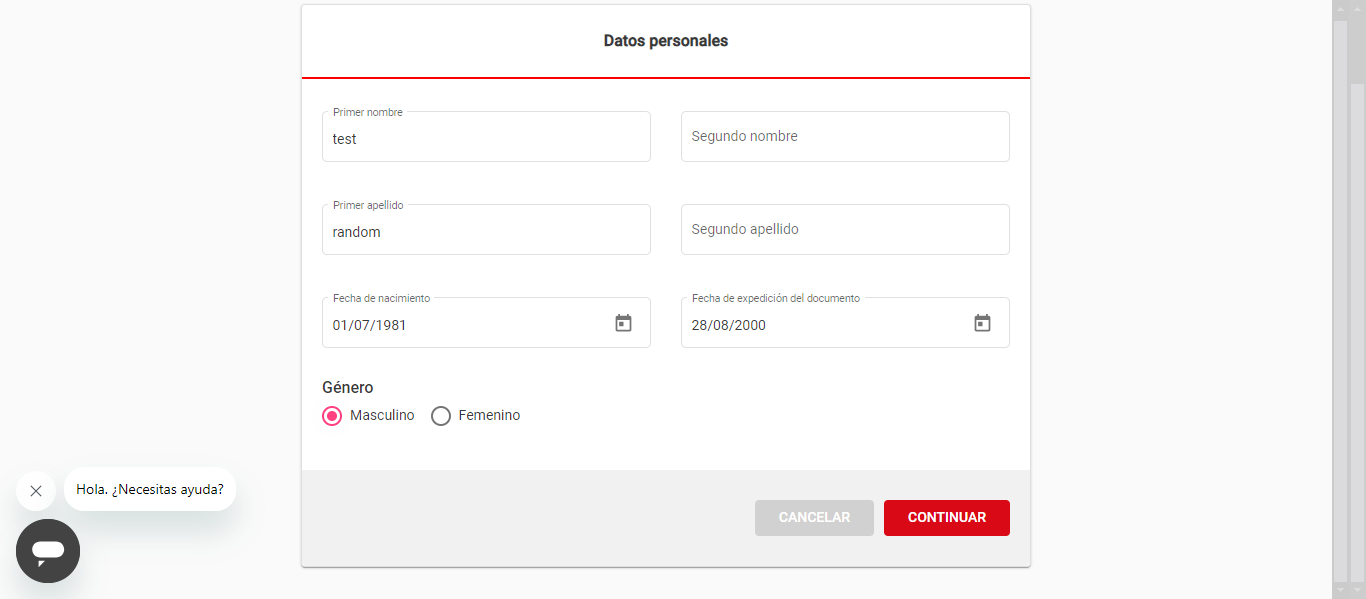 Datos personales
Primer nombre
test
Segundo nombre
Primer apellido
random
Segundo apellido
Fecha de nacimiento
01/07/1981
Fecha de expedición del documento
28/08/2000
Género
Masculino Femenino
Hola. ¿Necesitas ayuda?
CANCELAR CONTINUAR